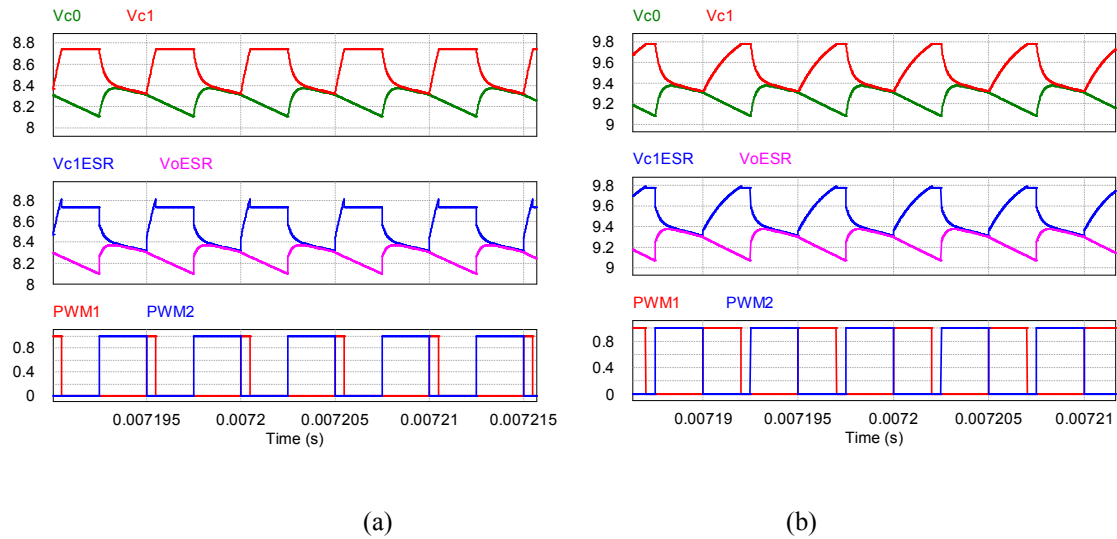 Vc0 Vc1
8.8
8.6
8.4
8.2
8
Vc1ESR VoESR
8.8
8.6
8.4
8.2
8
PWM1 PWM2
0.8
0.4
0
0.007195 0.0072 0.007205 0.00721 0.007215
Time (s)
(a)
Vc0 Vc1
9.8
9.6
9.4
9.2
9
Vc1ESR VoESR
9.8
9.6
9.4
9.2
9
PWM1 PWM2
0.8
0.4
0
0.00719 0.007195 0.0072 0.007205 0.00721
Time (s)
(b)